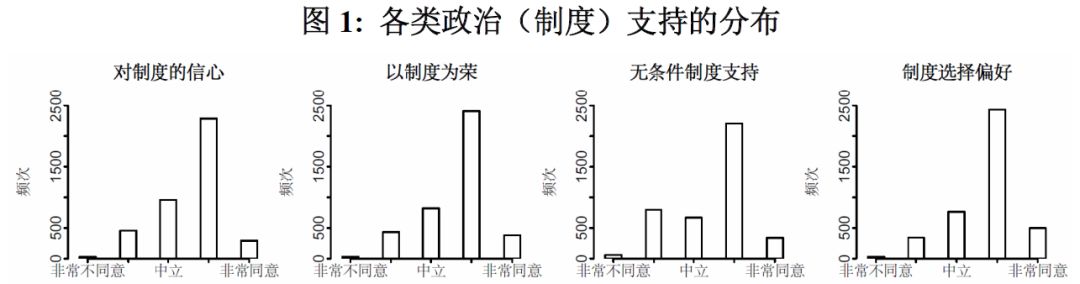 图 1: 各类政治（制度）支持的分布
对制度的信心
频次
2500
1500
500
0
非常不同意 中立 非常同意
以制度为荣
频次
2500
1500
500
0
非常不同意 中立 非常同意
无条件制度支持
频次
2500
1500
500
0
非常不同意 中立 非常同意
制度选择偏好
频次
2500
1500
500
0
非常不同意 中立 非常同意